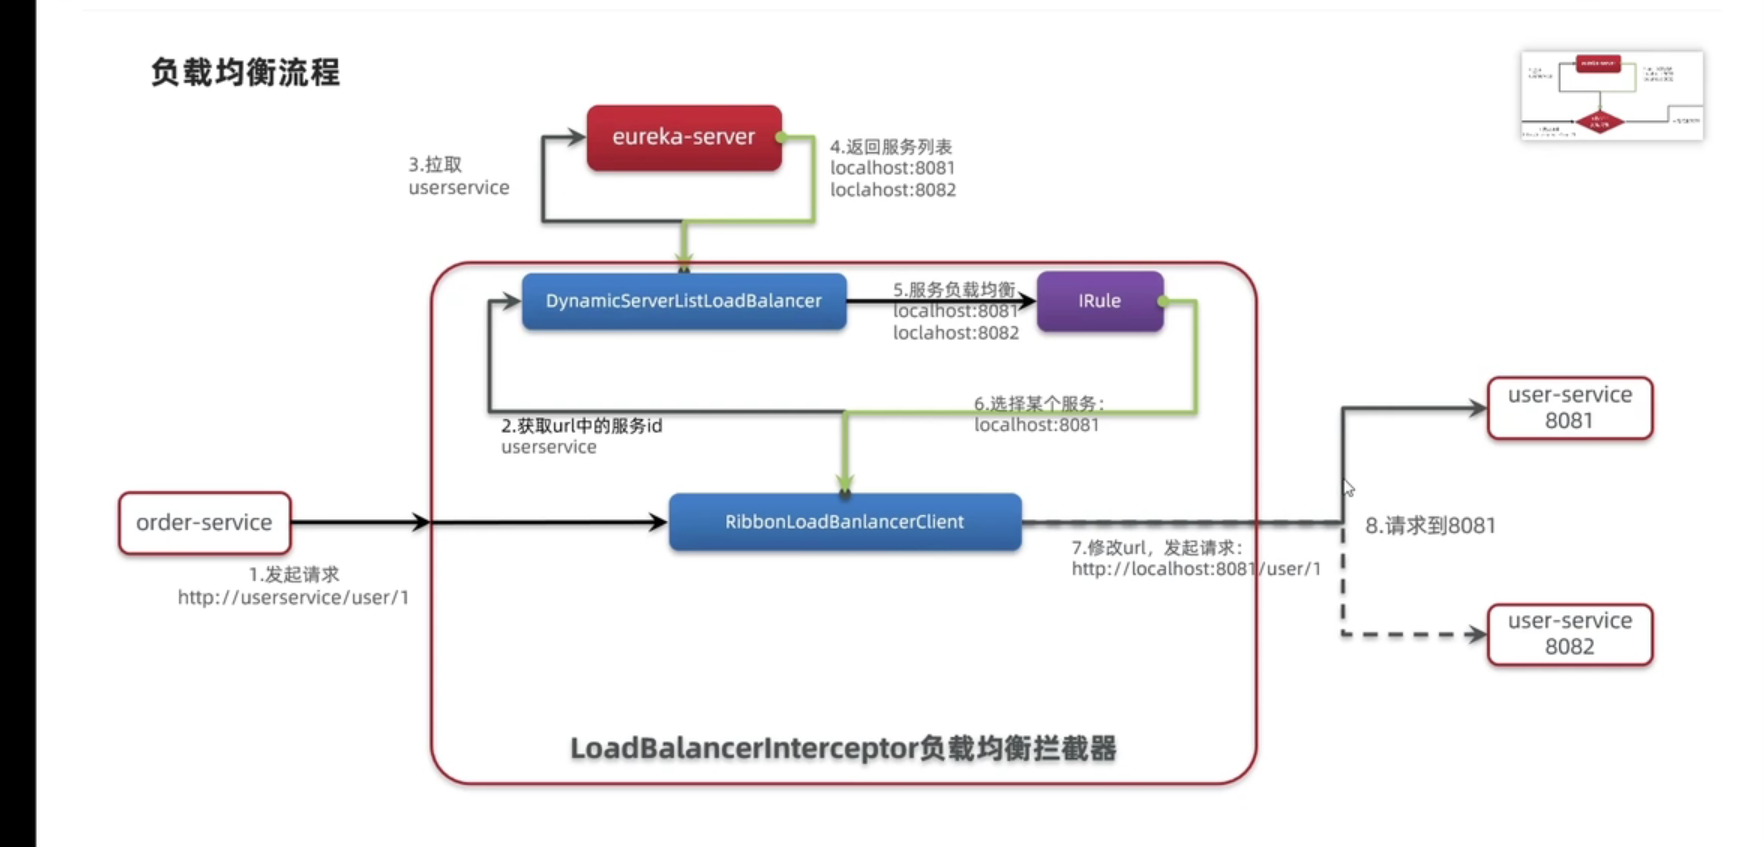 负载均衡流程
eureka-server
3.拉取
userservice
4.返回服务列表
localhost:8081
loclahost:8082
DynamicServerListLoadBalancer
5.服务负载均衡
localhost:8081
loclahost:8082
IRule
2.获取url中的服务id
userservice
6.选择某个服务：
localhost:8081
order-service
1.发起请求
http://userservice/user/1
RibbonLoadBanlancerClient
7.修改url，发起请求：
http://localhost:8081/user/1
user-service
8081
8.请求到8081
user-service
8082
LoadBalancerInterceptor负载均衡拦截器